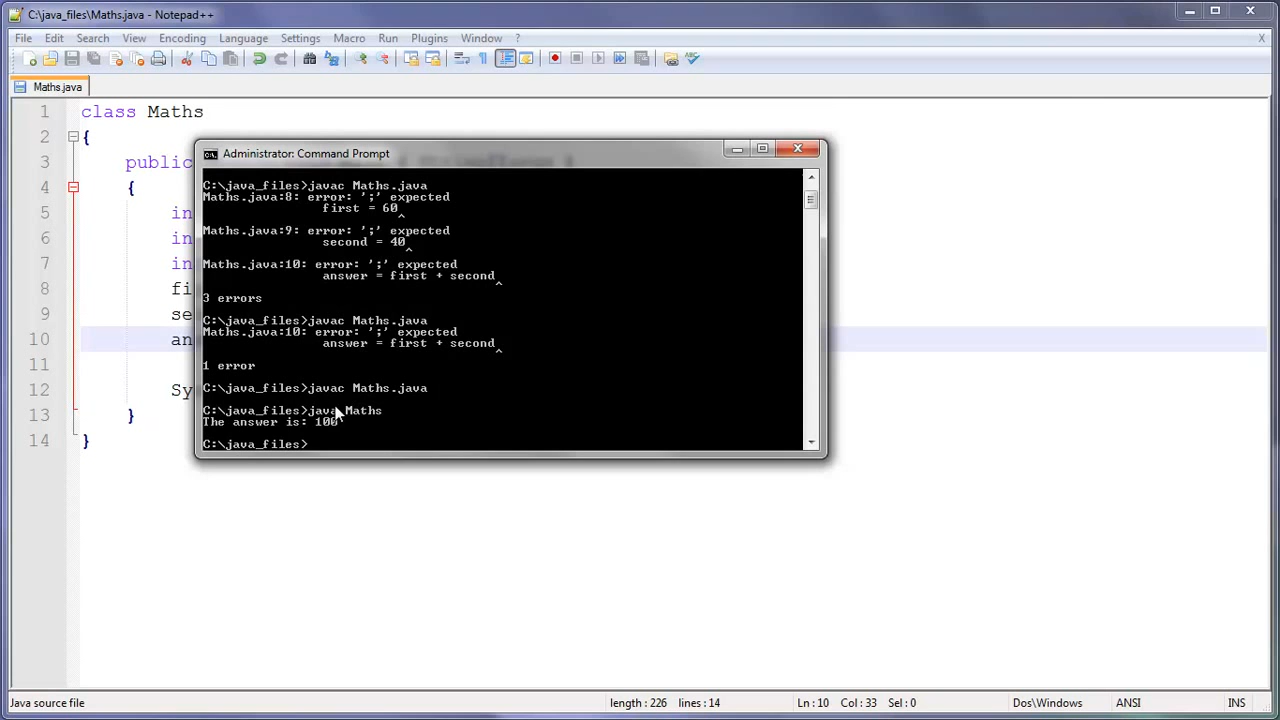 C:\java_files\Maths.java - Notepad++
File Edit Search View Encoding Language Settings Macro Run Plugins Window ? X
Maths.java
1 class Maths
2 {
3 public
Administrator: Command Prompt
4 {
5 in
6 in
7 in
8 fi
9 se
10 an
11
12 Sy
13 }
14 }
C:\java_files>javac Maths.java
Maths.java:8: error: ';' expected
first = 60
^
Maths.java:9: error: ';' expected
second = 40
^
Maths.java:10: error: ';' expected
answer = first + second
^
3 errors
C:\java_files>javac Maths.java
Maths.java:10: error: ';' expected
answer = first + second
^
1 error
C:\java_files>javac Maths.java
C:\java_files>java Maths
The answer is: 100
C:\java_files>
Java source file length : 226 lines : 14 Ln : 10 Col : 33 Sel : 0 Dos\Windows ANSI INS